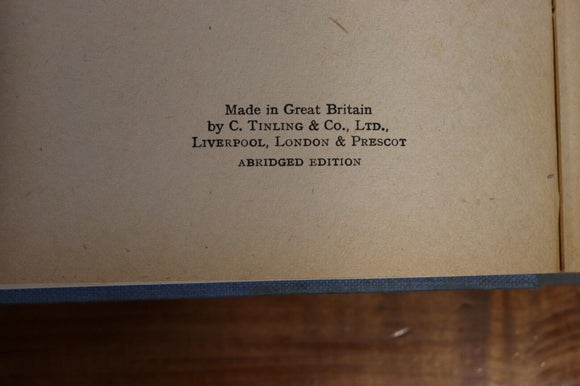 Made in Great Britain
by C. Tinling & Co., Ltd.,
Liverpool, London & Prescot
ABRIDGED EDITION